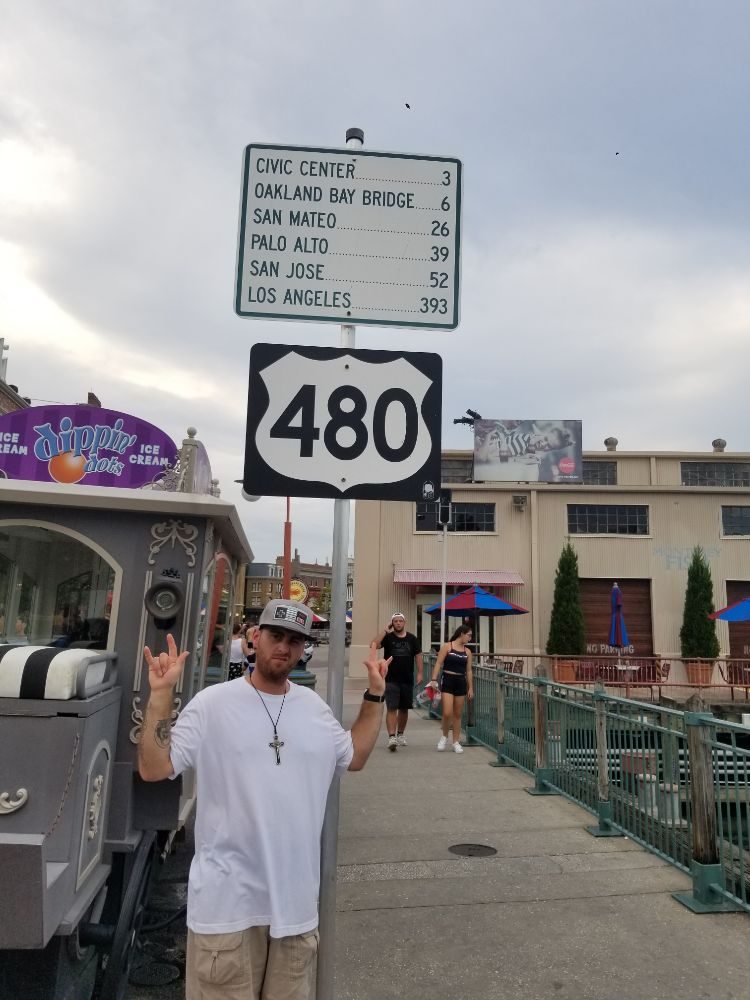 CIVIC CENTER 3
OAKLAND BAY BRIDGE 6
SAN MATEO 26
PALO ALTO 39
SAN JOSE 52
LOS ANGELES 393
480
ICE CREAM
dippin' dots
ICE CREAM
NO PARKING